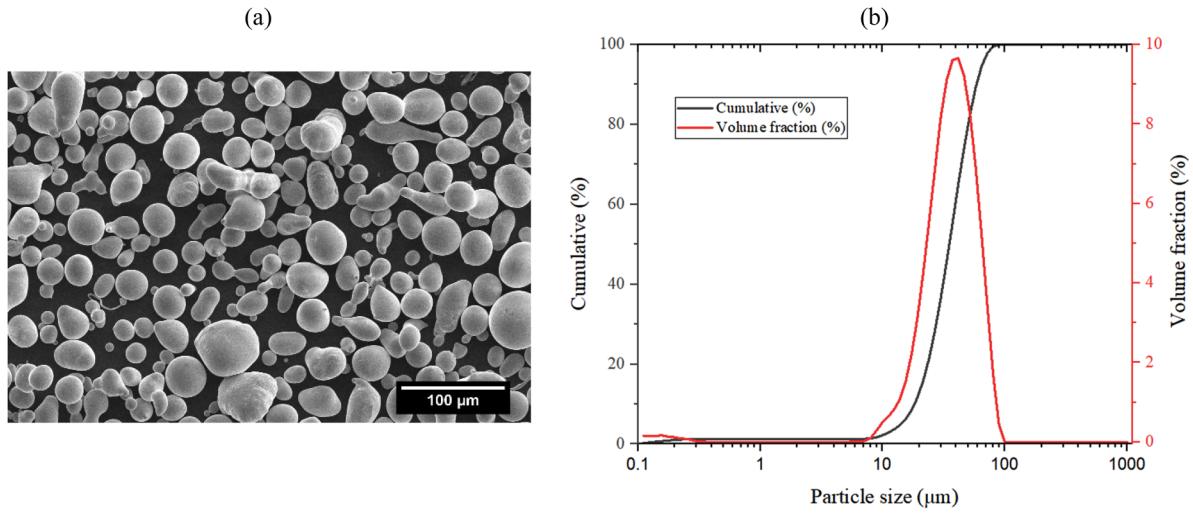 (a)
(b)
100 μm
Cumulative (%)
Volume fraction (%)
100
80
60
40
20
0
Cumulative (%)
10
8
6
4
2
0
Volume fraction (%)
0.1
1
10
100
1000
Particle size (μm)